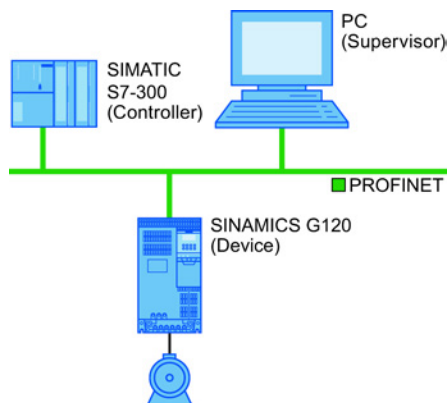 SIMATIC
S7-300
(Controller)
PC
(Supervisor)
PROFINET
SINAMICS G120
(Device)